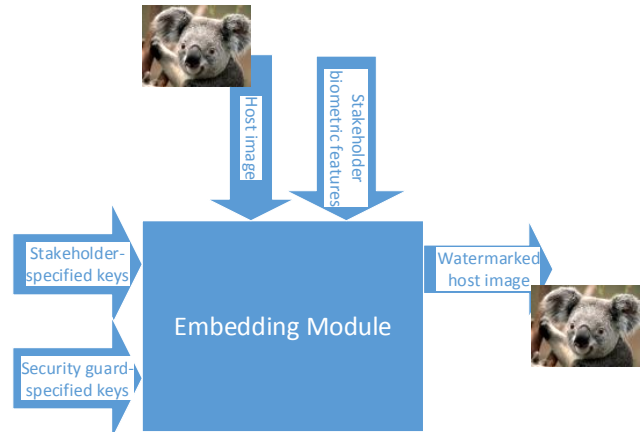 Host image
Stakeholder
biometric features
Stakeholder-
specified keys
Watermarked
host image
Embedding Module
Security guard-
specified keys